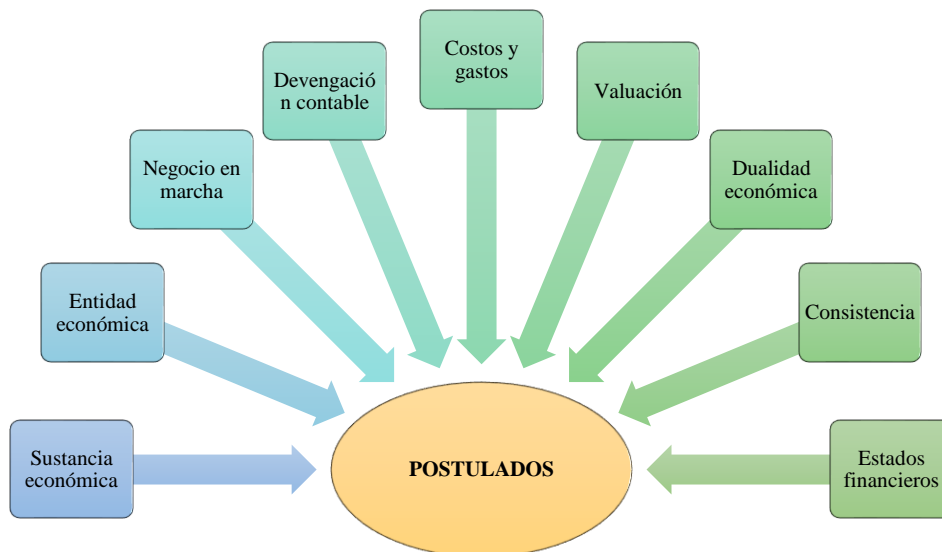 Sustancia
económica
Entidad
económica
Negocio en
marcha
Devengació
n contable
Costos y
gastos
Valuación
Dualidad
económica
Consistencia
Estados
financieros
POSTULADOS